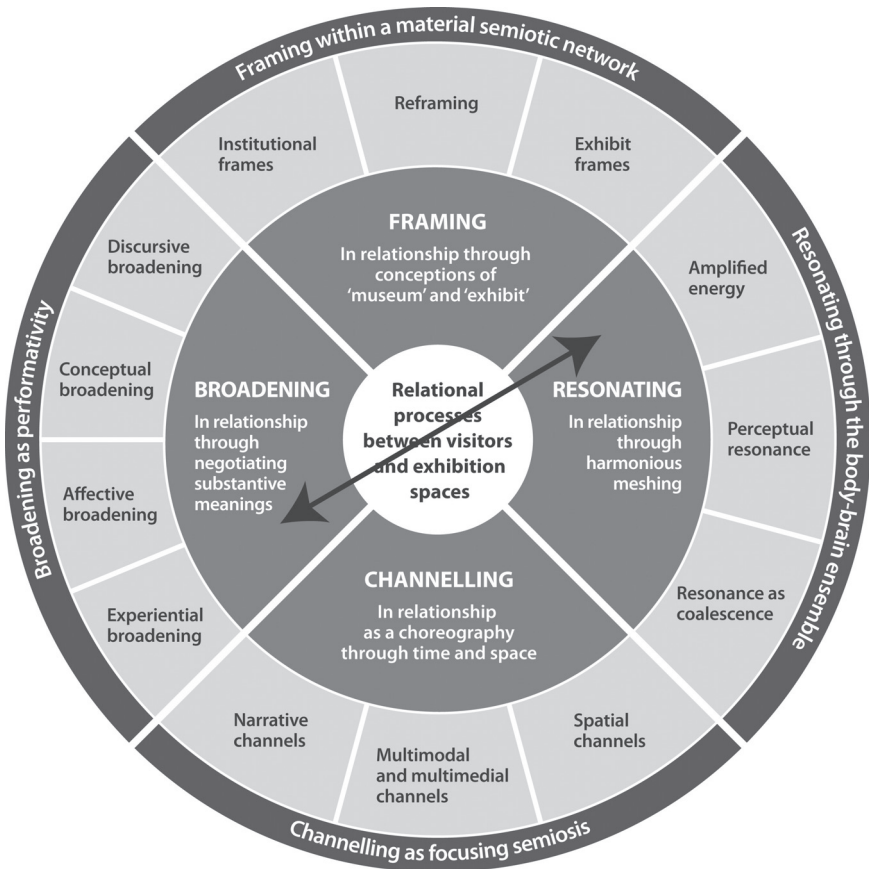 Framing within a material semiotic network
Institutional
frames
Reframing
Exhibit
frames
FRAMING
In relationship through
conceptions of
‘museum’ and ‘exhibit’
Resonating through the body-brain ensemble
Amplified
energy
Perceptual
resonance
Resonance as
coalescence
RESONATING
In relationship
through
harmonious
meshing
Relational
processes
between visitors
and exhibition
spaces
Broadening as performativity
Discursive
broadening
Conceptual
broadening
Affective
broadening
Experiential
broadening
BROADENING
In relationship
through
negotiating
substantive
meanings
CHANNELLING
In relationship
as a choreography
through time and space
Narrative
channels
Multimodal
and multimedial
channels
Spatial
channels
Channelling as focusing semiosis